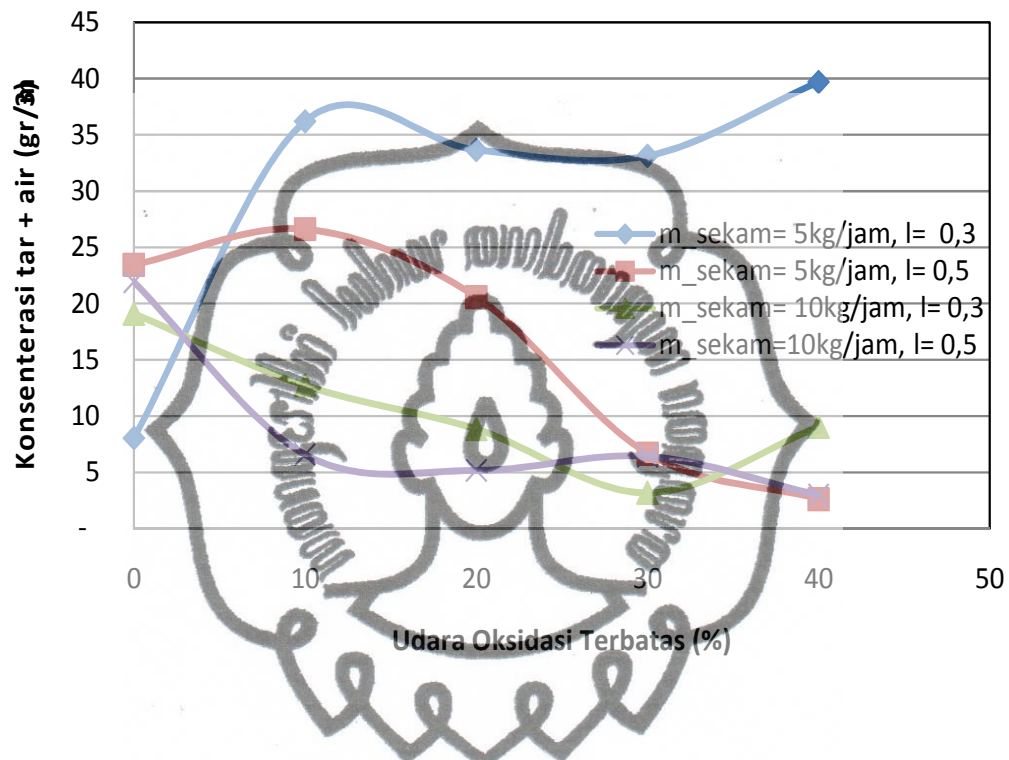 45
40
35
30
25
20
15
10
5
-
Konsenterasi tar + air (gr/m3)
m_sekam= 5kg/jam, l= 0,3
m_sekam= 5kg/jam, l= 0,5
m_sekam= 10kg/jam, l= 0,3
m_sekam=10kg/jam, l= 0,5
0 10 20 30 40 50
Udara Oksidasi Terbatas (%)